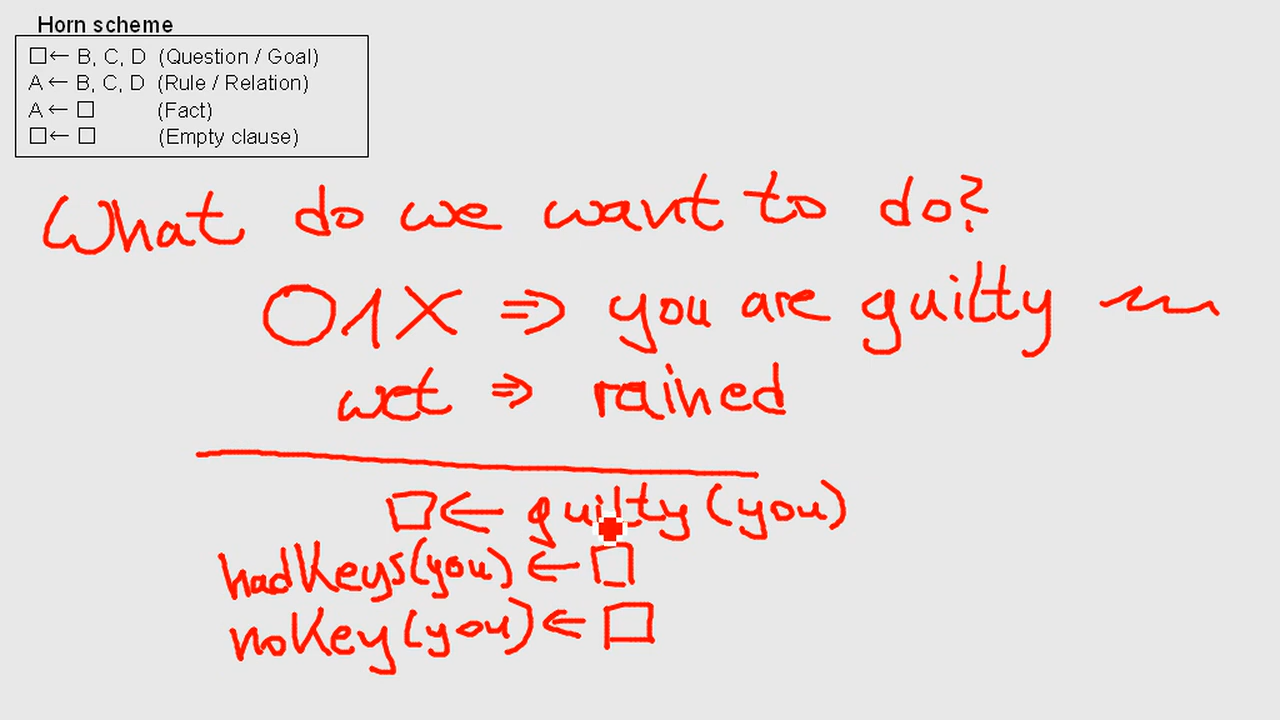 Horn scheme
□← B, C, D (Question / Goal)
A ← B, C, D (Rule / Relation)
A ← □ (Fact)
□← □ (Empty clause)
What do we want to do?
O1X ⇒ you are guilty
wet ⇒ rained
□← guilty(you)
hadKeys(you) ←□
noKey(you)← □